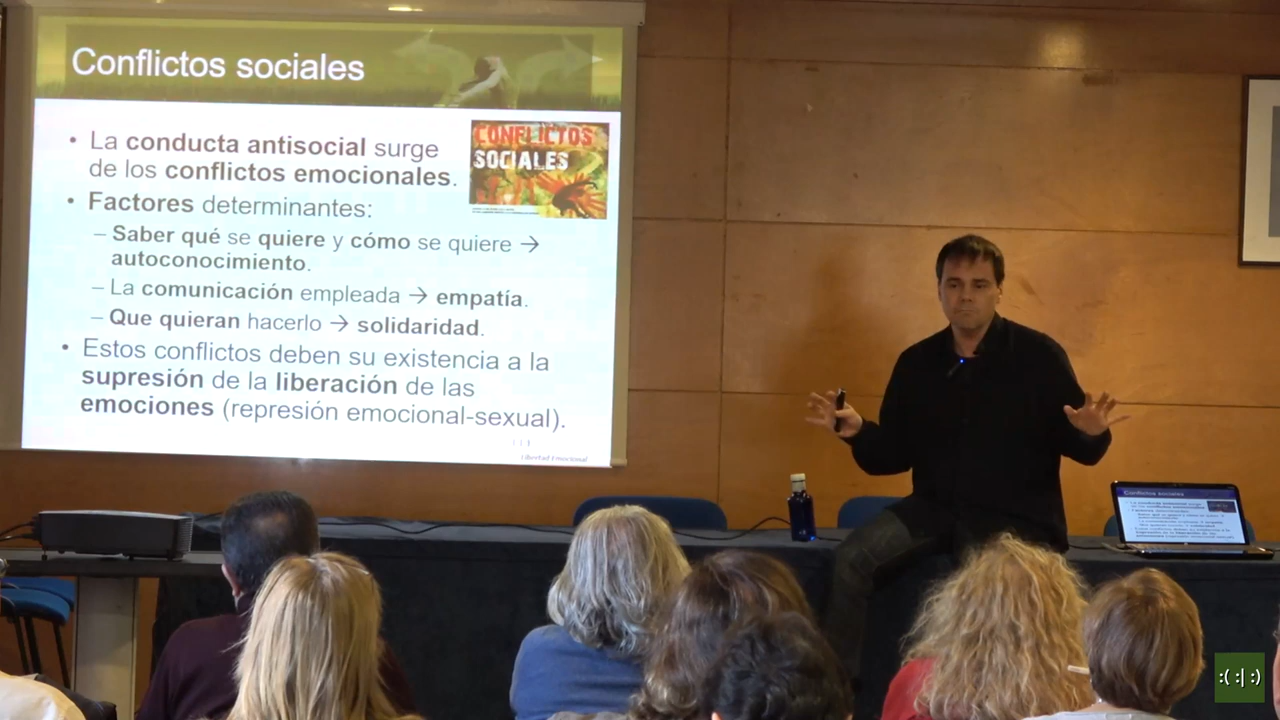 Conflictos sociales
• La conducta antisocial surge
de los conflictos emocionales.
CONFLICTOS
SOCIALES
• Factores determinantes:
– Saber qué se quiere y cómo se quiere →
autoconocimiento.
– La comunicación empleada → empatía.
– Que quieran hacerlo → solidaridad.
• Estos conflictos deben su existencia a la
supresión de la liberación de las
emociones (represión emocional-sexual).
Libertad Emocional
Conflictos sociales
:( :| :)